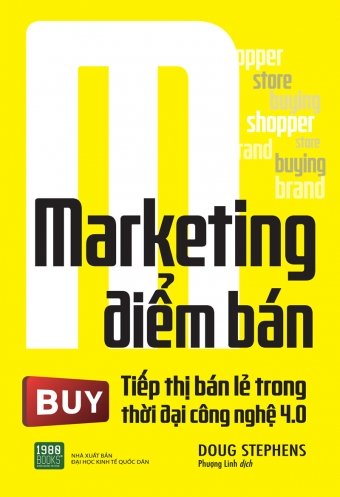 M
opper
store
buying
shopper
store
rand
buying
brand
Marketing
điểm bán
BUY
Tiếp thị bán lẻ trong
thời đại công nghệ 4.0
DOUG STEPHENS
Phượng Linh dịch
1980
BOOKS
NHÀ XUẤT BẢN
ĐẠI HỌC KINH TẾ QUỐC DÂN